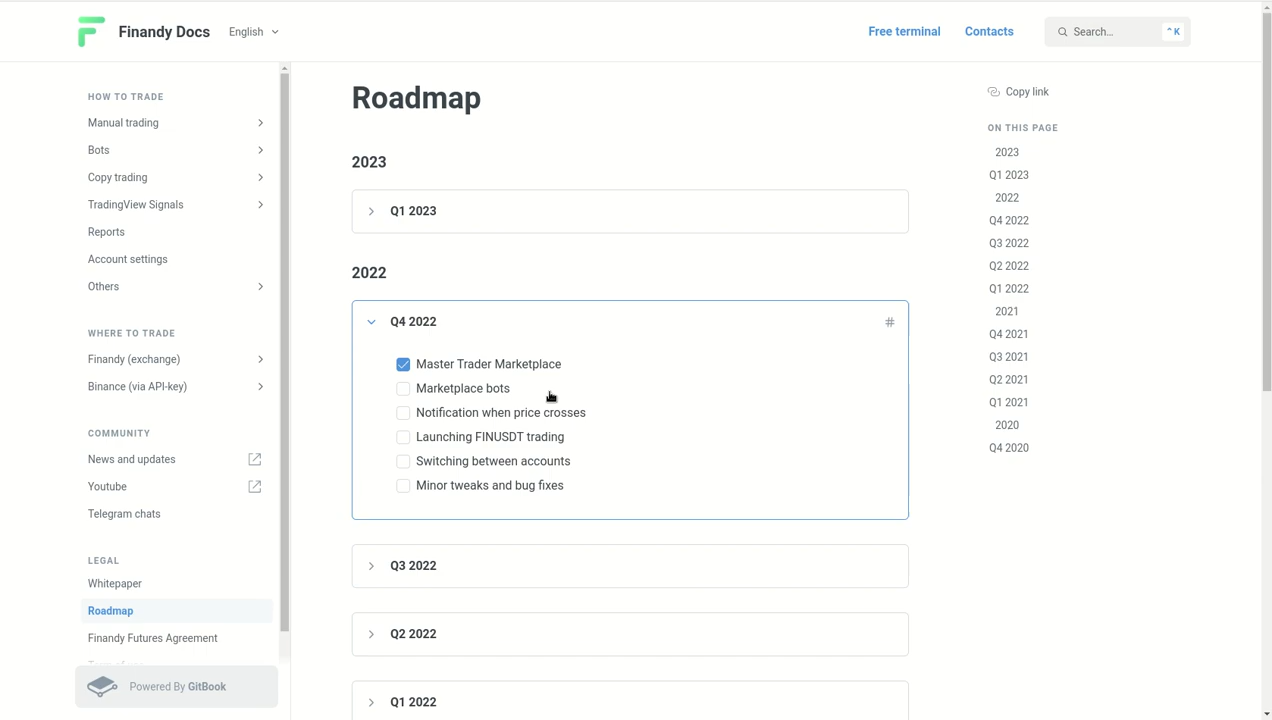 Finandy Docs
English
Free terminal
Contacts
Search...
⌃K
HOW TO TRADE
Manual trading
Bots
Copy trading
TradingView Signals
Reports
Account settings
Others
WHERE TO TRADE
Finandy (exchange)
Binance (via API-key)
COMMUNITY
News and updates
Youtube
Telegram chats
LEGAL
Whitepaper
Roadmap
Finandy Futures Agreement
Powered By GitBook
Roadmap
2023
Q1 2023
2022
Q4 2022
#
Master Trader Marketplace
Marketplace bots
Notification when price crosses
Launching FINUSDT trading
Switching between accounts
Minor tweaks and bug fixes
Q3 2022
Q2 2022
Q1 2022
Copy link
ON THIS PAGE
2023
Q1 2023
2022
Q4 2022
Q3 2022
Q2 2022
Q1 2022
2021
Q4 2021
Q3 2021
Q2 2021
Q1 2021
2020
Q4 2020